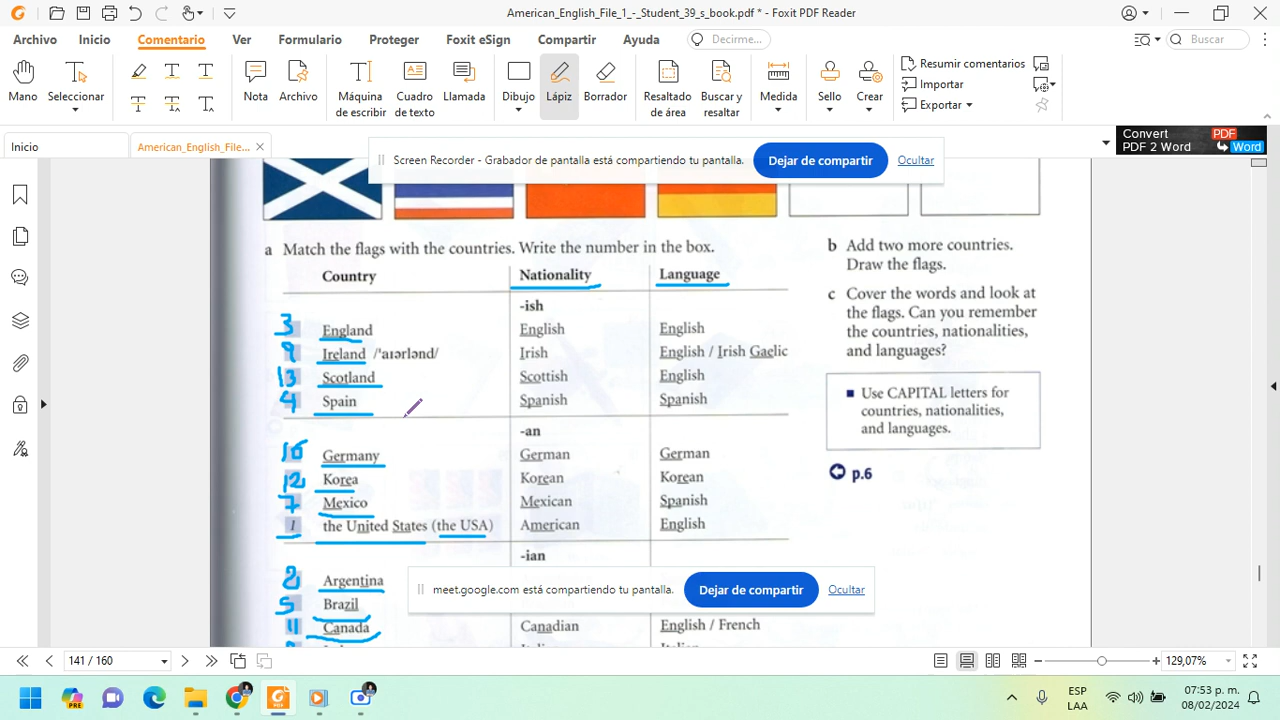 American_English_File_1_-_Student_39_s_book.pdf * - Foxit PDF Reader
Archivo Inicio Comentario Ver Formulario Proteger Foxit eSign Compartir Ayuda Decirme... Buscar
Mano Seleccionar Nota Archivo Máquina de escribir Cuadro de texto Llamada Dibujo Lápiz Borrador Resaltado de área Buscar y resaltar Medida Sello Crear
Resumir comentarios
Importar
Exportar
Inicio American_English_File...
Convert PDF
PDF 2 Word Word
Screen Recorder - Grabador de pantalla está compartiendo tu pantalla. Dejar de compartir Ocultar
a Match the flags with the countries. Write the number in the box.
Country Nationality Language
-ish
3 England English English
9 Ireland /'aɪərlənd/ Irish English / Irish Gaelic
13 Scotland Scottish English
4 Spain Spanish Spanish
-an
16 Germany German German
12 Korea Korean Korean
7 Mexico Mexican Spanish
1 the United States (the USA) American English
-ian
2 Argentina
5 Brazil
11 Canada Canadian English / French
b Add two more countries.
Draw the flags.
c Cover the words and look at
the flags. Can you remember
the countries, nationalities,
and languages?
Use CAPITAL letters for
countries, nationalities,
and languages.
p.6
meet.google.com está compartiendo tu pantalla. Dejar de compartir Ocultar
141 / 160 129,07%
PRE
ESP
LAA
07:53 p. m.
08/02/2024